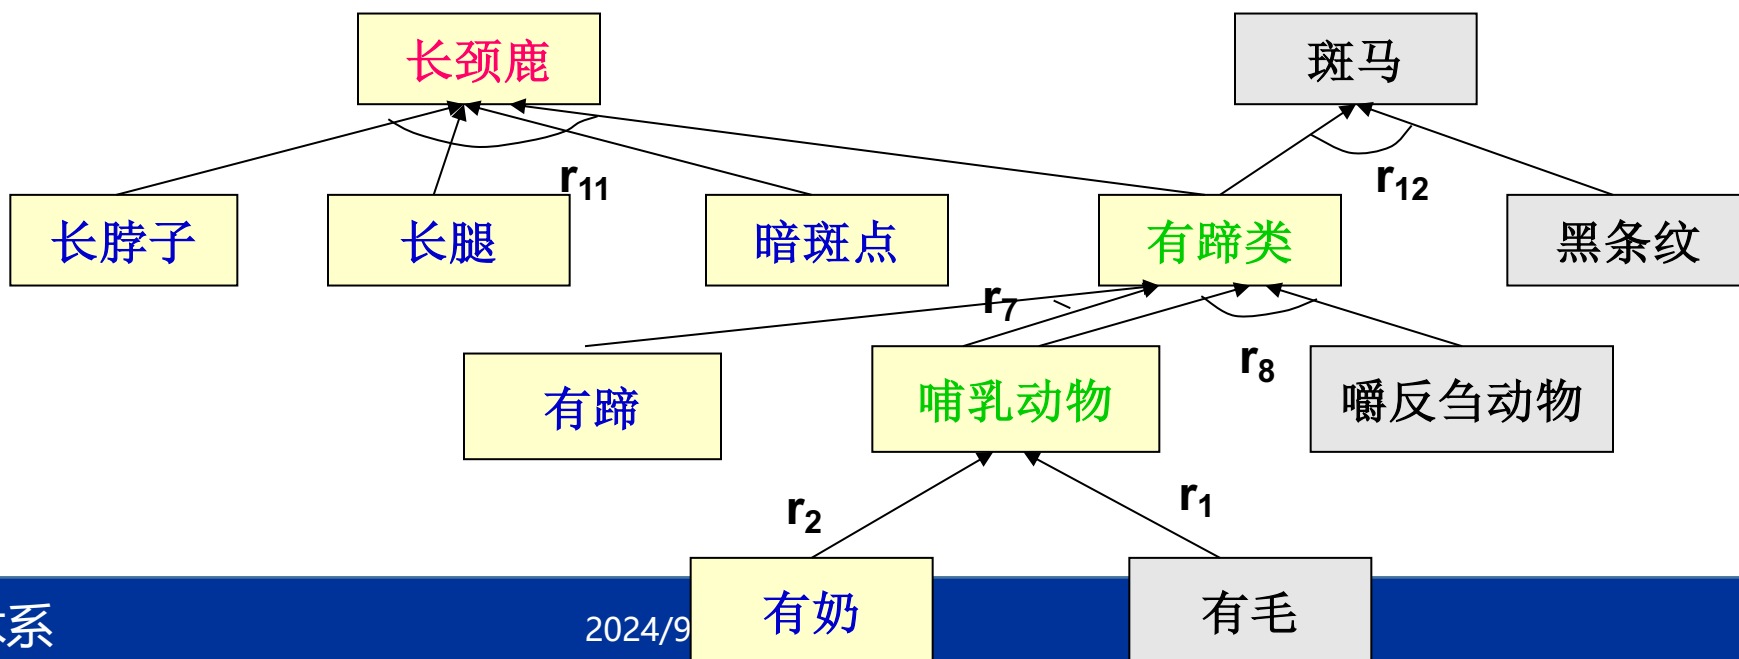 长颈鹿
斑马
r11
r12
长脖子
长腿
暗斑点
有蹄类
黑条纹
r7
r8
有蹄
哺乳动物
嚼反刍动物
r2
r1
有奶
有毛
系
2024/9